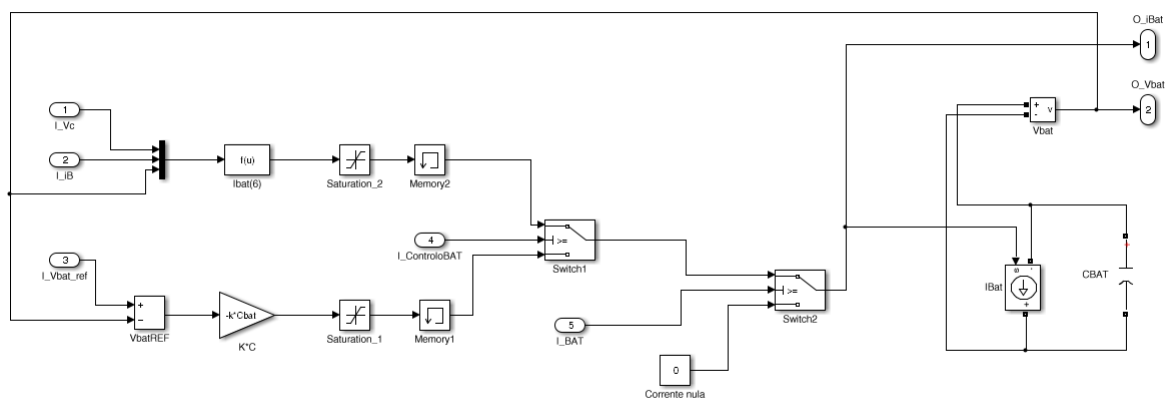 O_iBat
1
O_Vbat
2
+
-
v
Vbat
1
I_Vc
2
I_iB
f(u)
Ibat(6)
Saturation_2
Memory2
4
I_ControloBAT
>=
Switch1
3
I_Vbat_ref
+
−
VbatREF
-k*Cbat
K*C
Saturation_1
Memory1
>=
Switch2
5
I_BAT
0
Corrente nula
s
-
IBat
+
+
CBAT